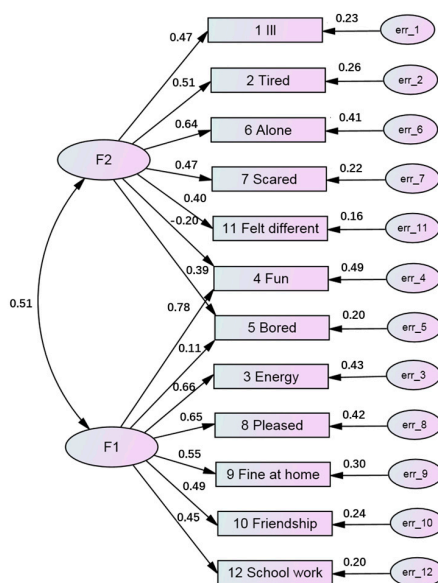 0.23
1 Ill
err_1
0.47
0.26
2 Tired
err_2
0.51
0.41
6 Alone
err_6
0.64
F2
0.22
7 Scared
err_7
0.47
0.40
0.16
11 Felt different
err_11
-0.20
0.49
4 Fun
err_4
0.39
0.51
0.78
0.20
5 Bored
err_5
0.11
0.43
3 Energy
err_3
0.66
0.42
8 Pleased
err_8
0.65
F1
0.30
9 Fine at home
err_9
0.55
0.24
10 Friendship
err_10
0.49
0.45
0.20
12 School work
err_12